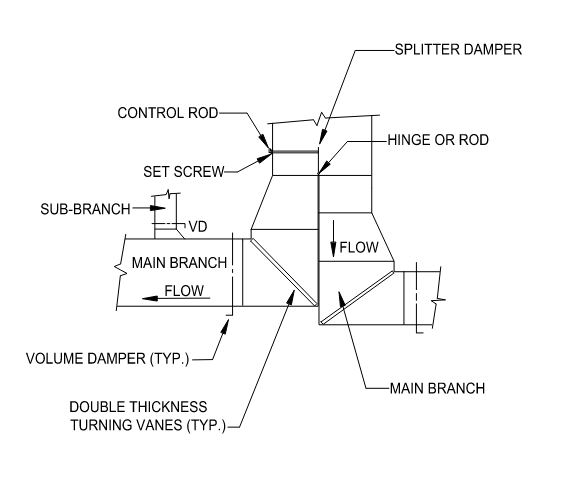 SPLITTER DAMPER
CONTROL ROD
HINGE OR ROD
SET SCREW
SUB-BRANCH
VD
FLOW
MAIN BRANCH
FLOW
VOLUME DAMPER (TYP.)
MAIN BRANCH
DOUBLE THICKNESS
TURNING VANES (TYP.)